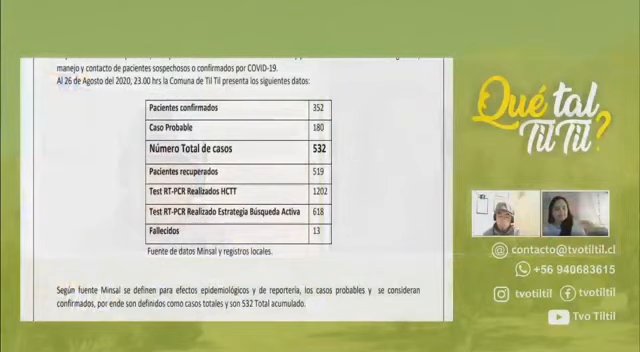 manejo y contacto de pacientes sospechosos o confirmados por COVID-19.
Al 26 de Agosto del 2020, 23.00 hrs la Comuna de Til Til presenta los siguientes datos:
Pacientes confirmados 352
Caso Probable 180
Número Total de casos 532
Pacientes recuperados 519
Test RT-PCR Realizados HCTT 1202
Test RT-PCR Realizado Estrategia Búsqueda Activa 618
Fallecidos 13
Fuente de datos Minsal y registros locales.
Según fuente Minsal se definen para efectos epidemiológicos y de reportería, los casos probables y se consideran
confirmados, por ende son definidos como casos totales y son 532 Total acumulado.
Qué tal
Til Til?
contacto@tvotiltil.cl
+56 940683615
tvotiltil tvotiltil
Tvo Tiltil